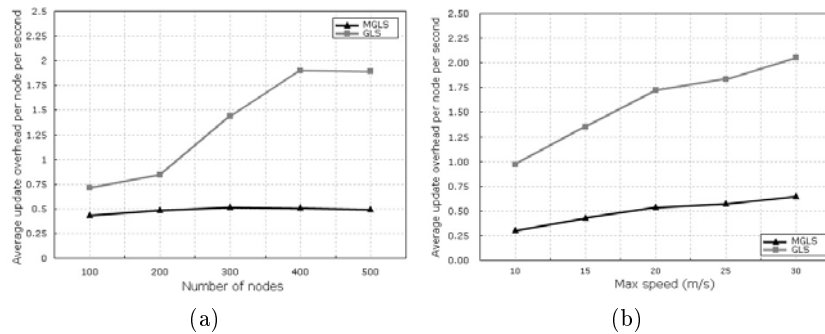 Average update overhead per node per second
2.5
2.25
2
1.75
1.5
1.25
1
0.75
0.5
0.25
0
MGLS
GLS
100 200 300 400 500
Number of nodes
(a)
Average update overhead per node per second
2.50
2.25
2.00
1.75
1.50
1.25
1.00
0.75
0.50
0.25
0.00
MGLS
GLS
10 15 20 25 30
Max speed (m/s)
(b)